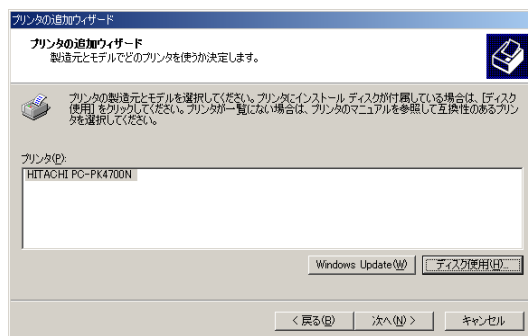 プリンタの追加ウィザード
プリンタの追加ウィザード
製造元とモデルでどのプリンタを使うか決定します。
プリンタの製造元とモデルを選択してください。プリンタにインストール ディスクが付属している場合は、[ディスク
使用] をクリックしてください。プリンタが一覧にない場合は、プリンタのマニュアルを参照して互換性のあるプリン
タを選択してください。
プリンタ(P):
HITACHI PC-PK4700N
Windows Update(W) ディスク使用(H)...
< 戻る(B) 次へ(N) > キャンセル